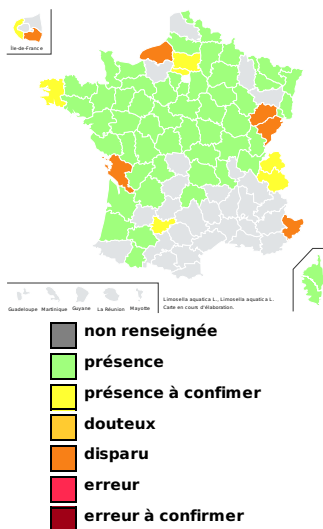 Île-de-France
Guadeloupe Martinique Guyane La Réunion Mayotte
Limosella aquatica L., Limosella aquatica L.
Carte en cours d'élaboration.
non renseignée
présence
présence à confimer
douteux
disparu
erreur
erreur à confirmer